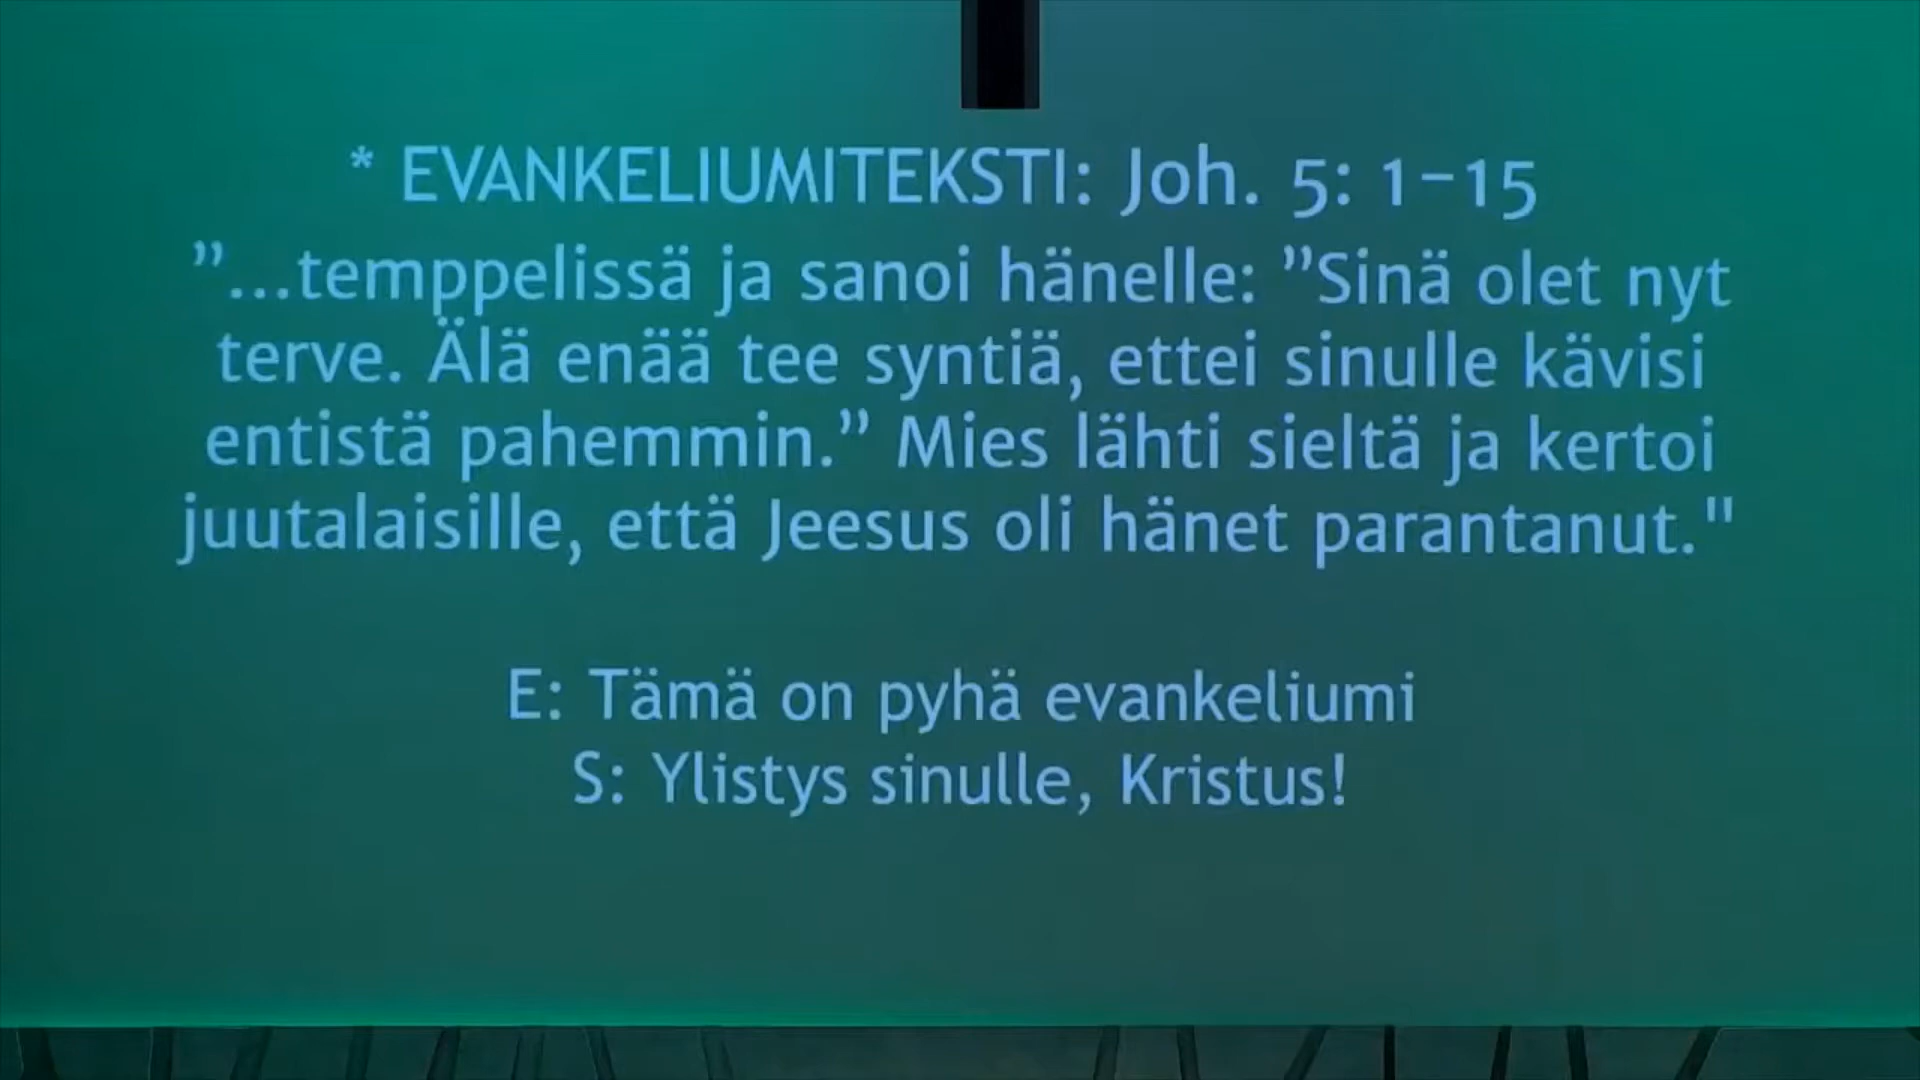 * EVANKELIUMITEKSTI: Joh. 5: 1–15
”...temppelissä ja sanoi hänelle: ”Sinä olet nyt
terve. Älä enää tee syntiä, ettei sinulle kävisi
entistä pahemmin.” Mies lähti sieltä ja kertoi
juutalaisille, että Jeesus oli hänet parantanut."
E: Tämä on pyhä evankeliumi
S: Ylistys sinulle, Kristus!